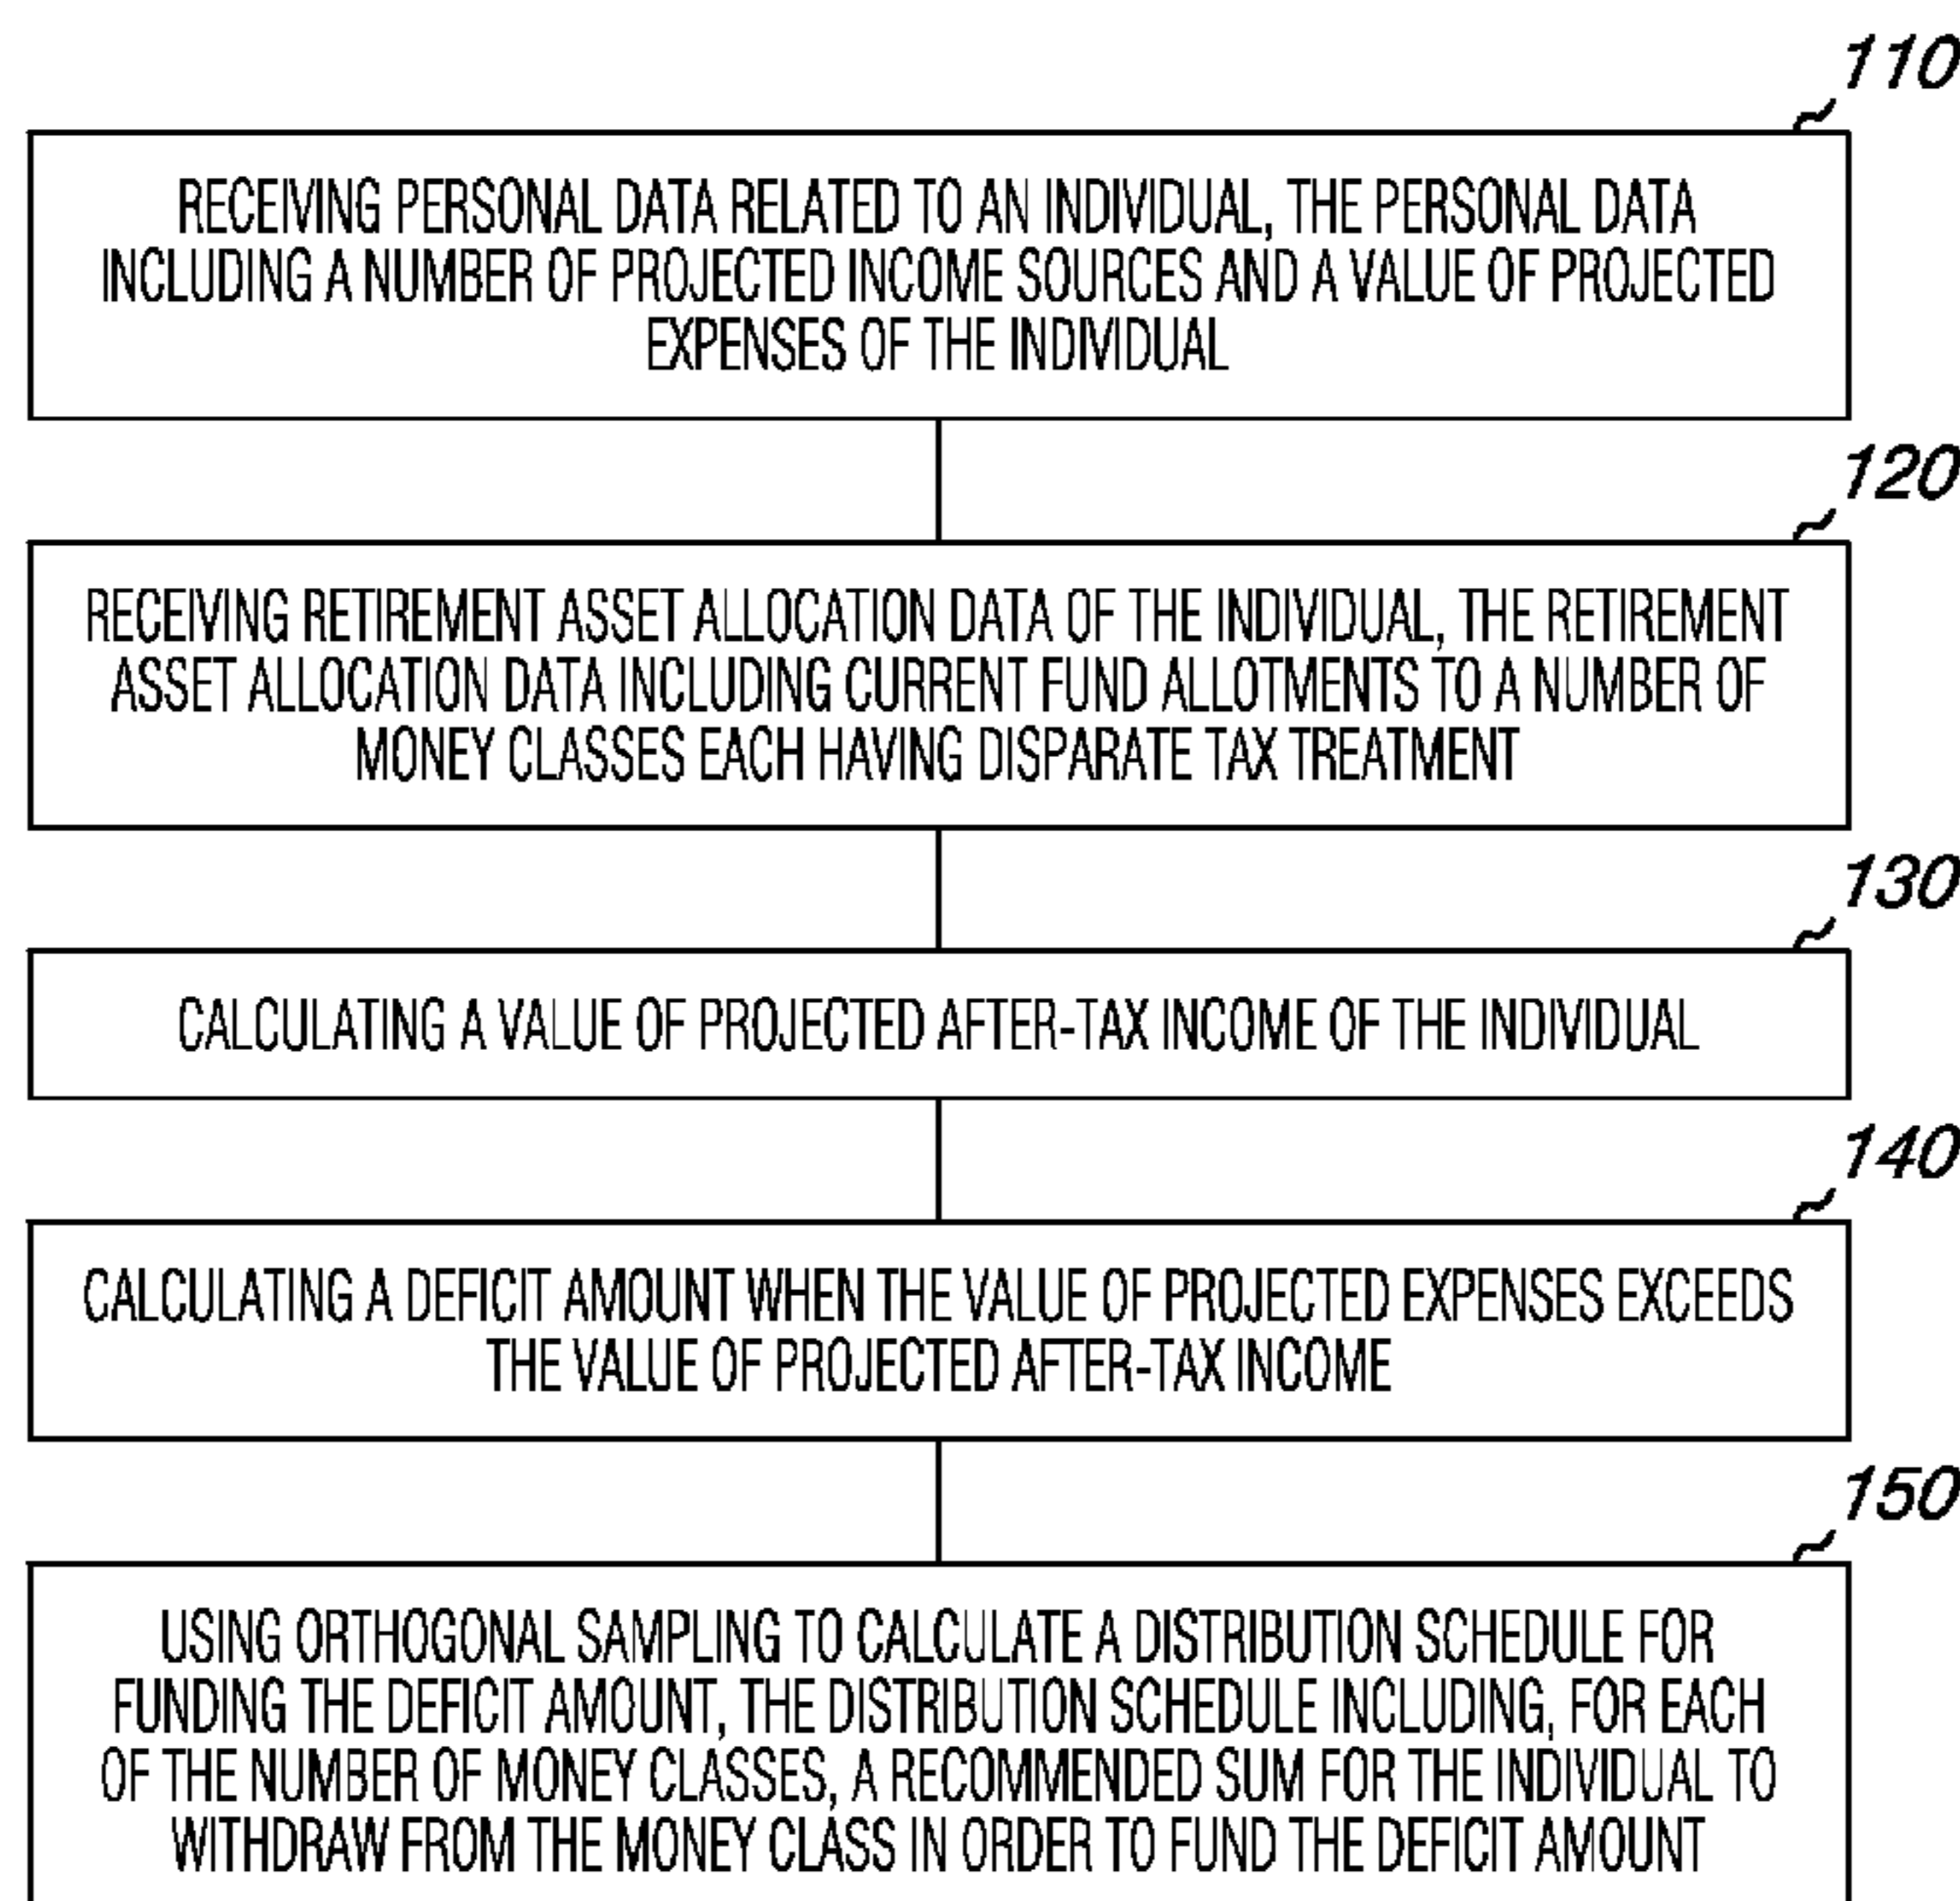 110
RECEIVING PERSONAL DATA RELATED TO AN INDIVIDUAL, THE PERSONAL DATA
INCLUDING A NUMBER OF PROJECTED INCOME SOURCES AND A VALUE OF PROJECTED
EXPENSES OF THE INDIVIDUAL
120
RECEIVING RETIREMENT ASSET ALLOCATION DATA OF THE INDIVIDUAL, THE RETIREMENT
ASSET ALLOCATION DATA INCLUDING CURRENT FUND ALLOTMENTS TO A NUMBER OF
MONEY CLASSES EACH HAVING DISPARATE TAX TREATMENT
130
CALCULATING A VALUE OF PROJECTED AFTER-TAX INCOME OF THE INDIVIDUAL
140
CALCULATING A DEFICIT AMOUNT WHEN THE VALUE OF PROJECTED EXPENSES EXCEEDS
THE VALUE OF PROJECTED AFTER-TAX INCOME
150
USING ORTHOGONAL SAMPLING TO CALCULATE A DISTRIBUTION SCHEDULE FOR
FUNDING THE DEFICIT AMOUNT, THE DISTRIBUTION SCHEDULE INCLUDING, FOR EACH
OF THE NUMBER OF MONEY CLASSES, A RECOMMENDED SUM FOR THE INDIVIDUAL TO
WITHDRAW FROM THE MONEY CLASS IN ORDER TO FUND THE DEFICIT AMOUNT